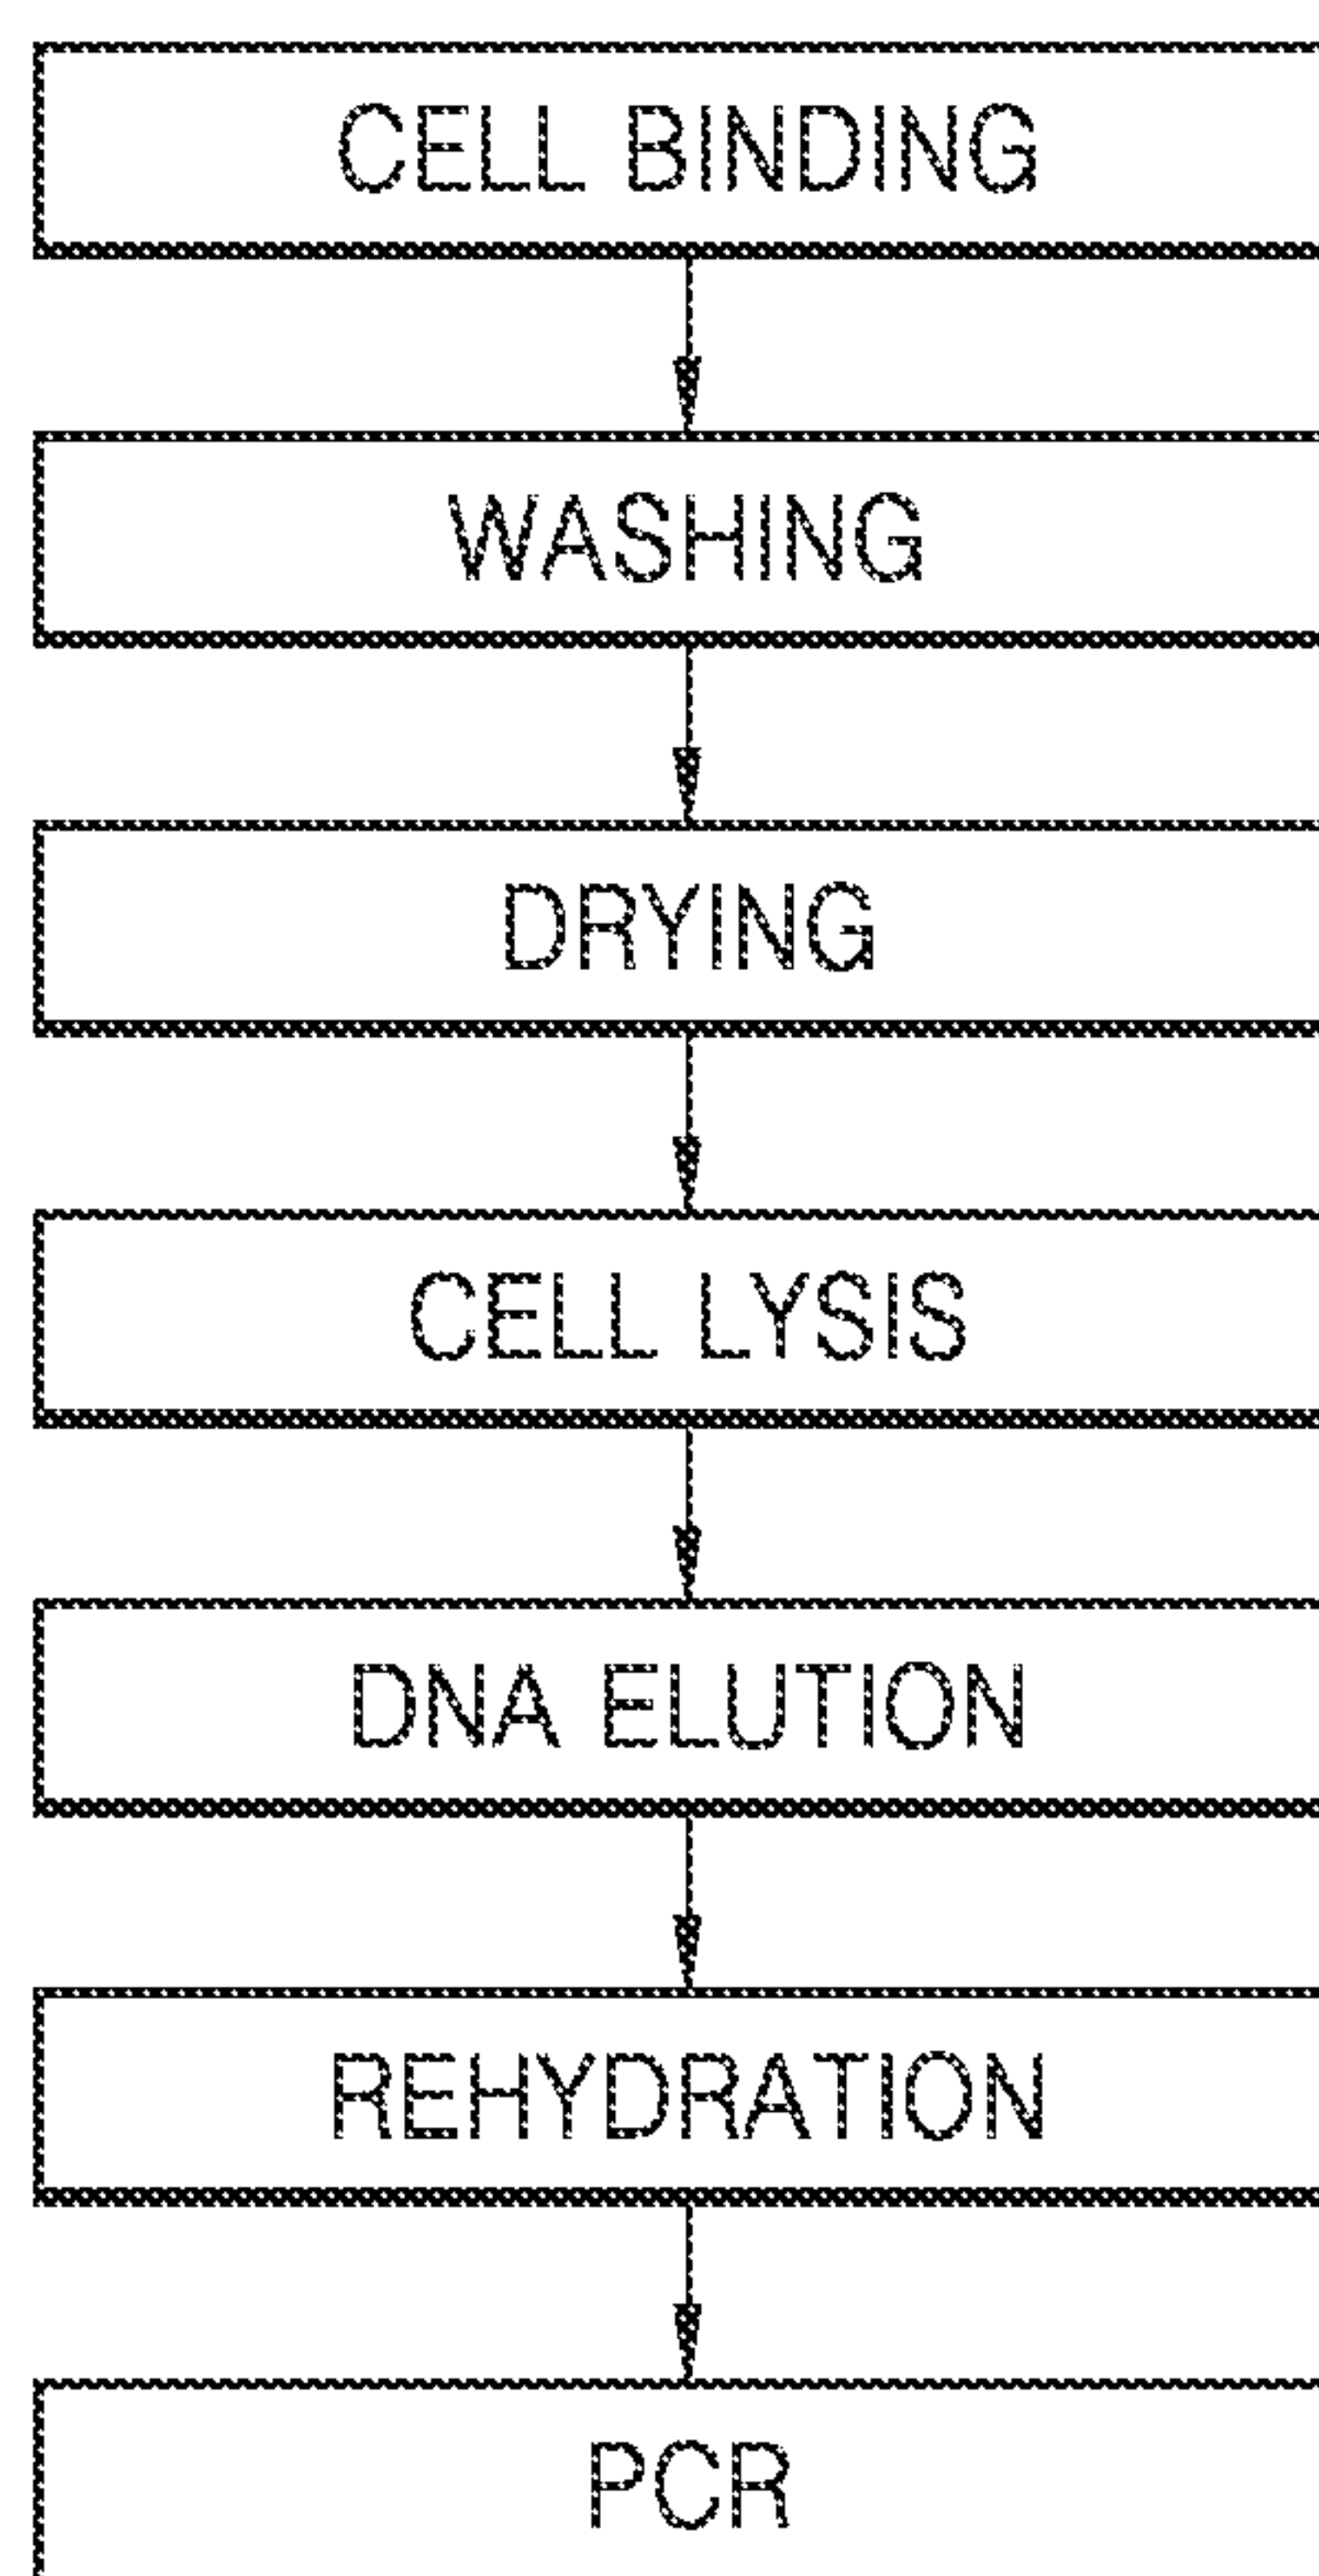 CELL BINDING
WASHING
DRYING
CELL LYSIS
DNA ELUTION
REHYDRATION
PCR